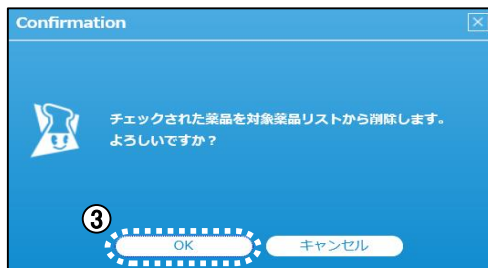 Confirmation
チェックされた薬品を対象薬品リストから削除します。
よろしいですか？
③
OK
キャンセル